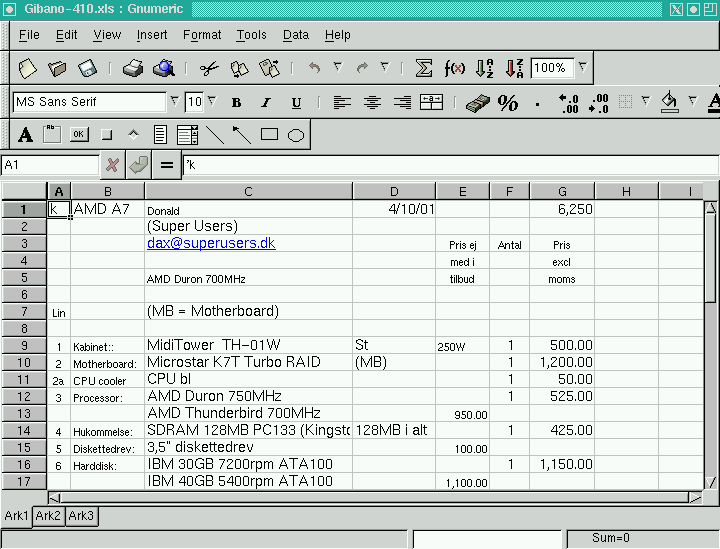 Gibano-410.xls : Gnumeric
File Edit View Insert Format Tools Data Help
Σ f(x) A Z Z A 100%
MS Sans Serif 10 B I U a % . ,0 ,00 ,00 ,0 A
A Bac OK
A1 = 'k
A B C D E F G H I
1 k AMD A7 Donald 4/10/01 6,250
2 (Super Users)
3 dax@superusers.dk Pris ej Antal Pris
4 med i excl
5 AMD Duron 700MHz tilbud moms
6
7 Lin (MB = Motherboard)
8
9 1 Kabinet:: MidiTower TH-01W St 250W 1 500.00
10 2 Motherboard: Microstar K7T Turbo RAID (MB) 1 1,200.00
11 2a CPU cooler CPU bl 1 50.00
12 3 Processor: AMD Duron 750MHz 1 525.00
13 AMD Thunderbird 700MHz 950.00
14 4 Hukommelse: SDRAM 128MB PC133 (Kingsto 128MB i alt 1 425.00
15 5 Diskettedrev: 3,5" diskettedrev 100.00
16 6 Harddisk: IBM 30GB 7200rpm ATA100 1 1,150.00
17 IBM 40GB 5400rpm ATA100 1,100.00
Ark1 Ark2 Ark3
Sum=0